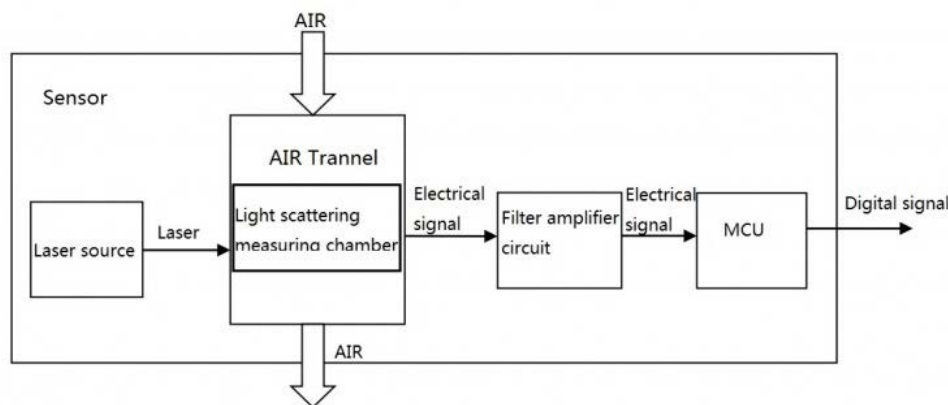 AIR
Sensor
AIR Trannel
Light scattering
measuring chamber
Laser source
Laser
Electrical
signal
Filter amplifier
circuit
Electrical
signal
MCU
Digital signal
AIR